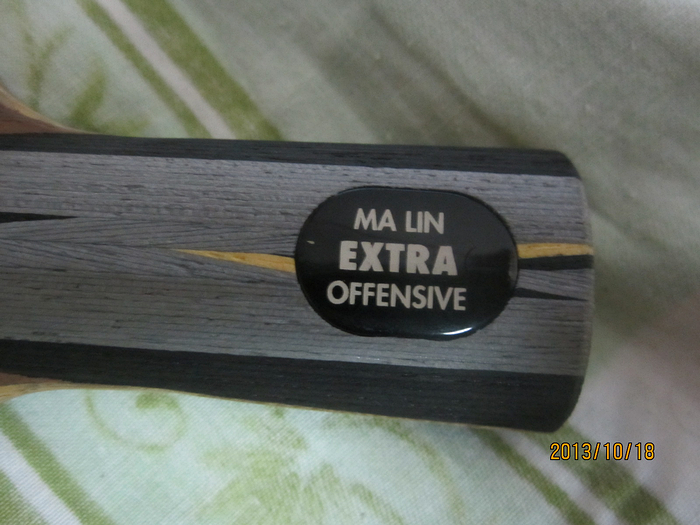 MA LIN
EXTRA
OFFENSIVE
2013/10/18